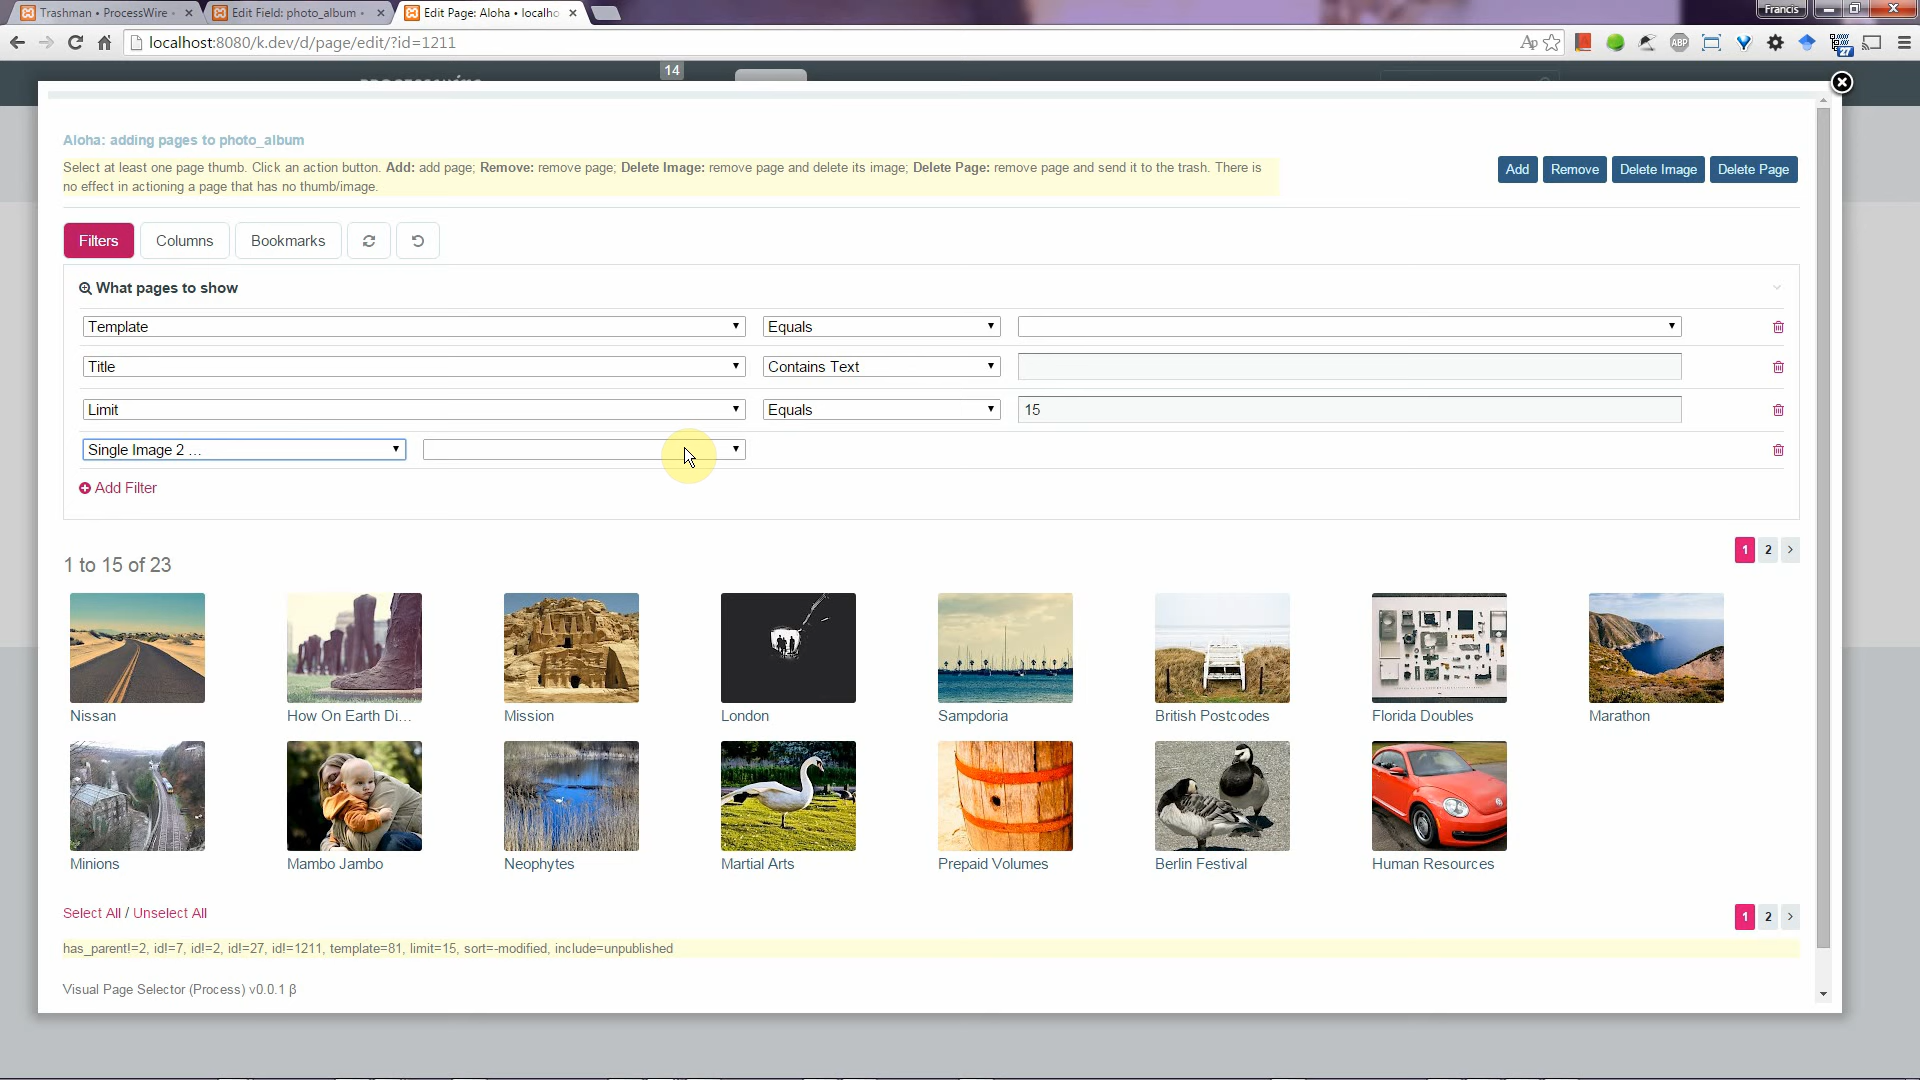 Trashman • ProcessWire •
Edit Field: photo_album •
Edit Page: Aloha • localho
Francis
localhost:8080/k.dev/d/page/edit/?id=1211
ABP
27
14
Aloha: adding pages to photo_album
Select at least one page thumb. Click an action button. Add: add page; Remove: remove page; Delete Image: remove page and delete its image; Delete Page: remove page and send it to the trash. There is
no effect in actioning a page that has no thumb/image.
Add Remove Delete Image Delete Page
Filters Columns Bookmarks
What pages to show
Template Equals
Title Contains Text
Limit Equals 15
Single Image 2 ...
Add Filter
1 2 >
1 to 15 of 23
Nissan How On Earth Di... Mission London Sampdoria British Postcodes Florida Doubles Marathon
Minions Mambo Jambo Neophytes Martial Arts Prepaid Volumes Berlin Festival Human Resources
Select All / Unselect All
1 2 >
has_parent!=2, id!=7, id!=2, id!=27, id!=1211, template=81, limit=15, sort=-modified, include=unpublished
Visual Page Selector (Process) v0.0.1 β